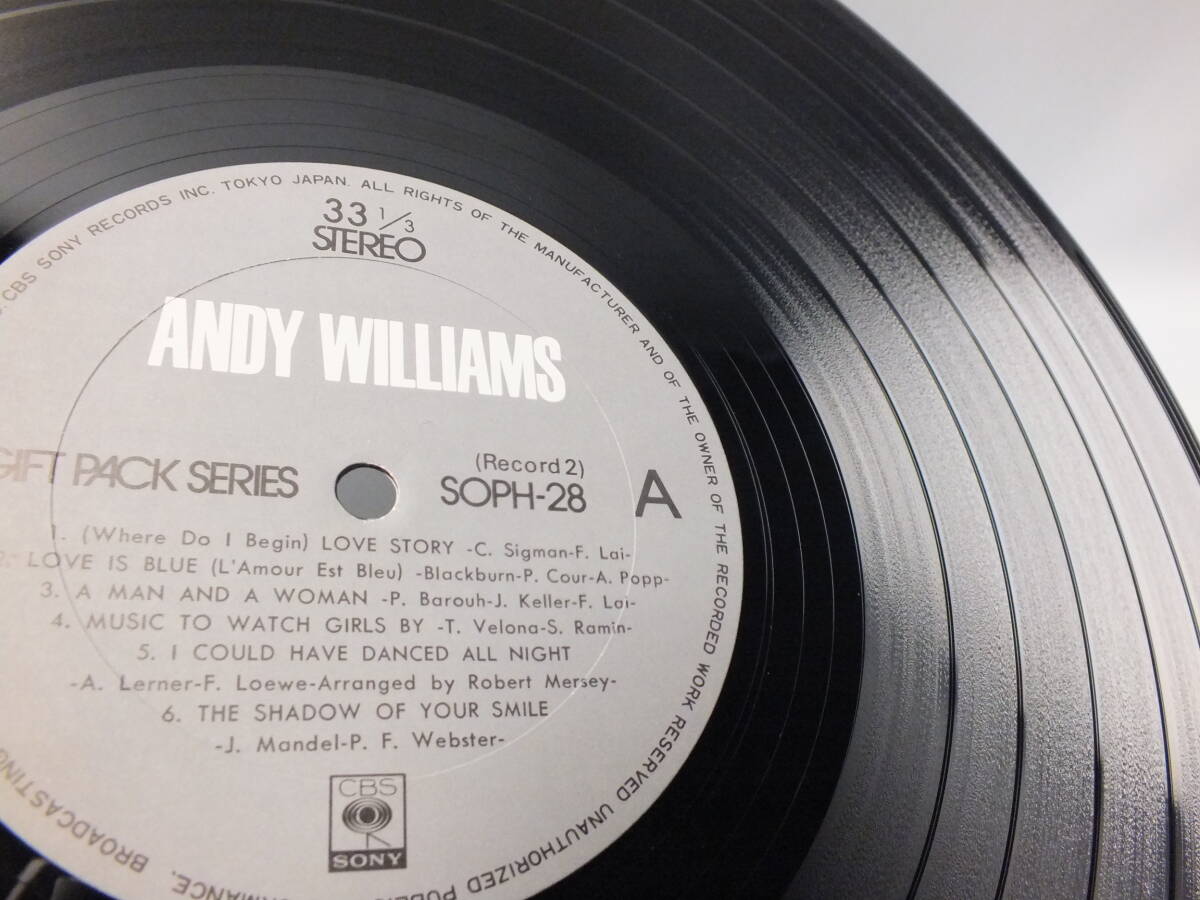 CBS SONY RECORDS INC. TOKYO JAPAN. ALL RIGHTS OF THE MANUFACTURER AND OF THE OWNER OF THE RECORDED WORK RESERVED UNAUTHORIZED
BROADCASTING
33 1/3
STEREO
ANDY WILLIAMS
GIFT PACK SERIES
(Record 2)
SOPH-28
A
1. (Where Do I Begin) LOVE STORY -C. Sigman-F. Lai-
2. LOVE IS BLUE (L'Amour Est Bleu) -Blackburn-P. Cour-A. Popp-
3. A MAN AND A WOMAN -P. Barouh-J. Keller-F. Lai-
4. MUSIC TO WATCH GIRLS BY -T. Velona-S. Ramin-
5. I COULD HAVE DANCED ALL NIGHT
-A. Lerner-F. Loewe-Arranged by Robert Mersey-
6. THE SHADOW OF YOUR SMILE
-J. Mandel-P. F. Webster-
CBS
SONY